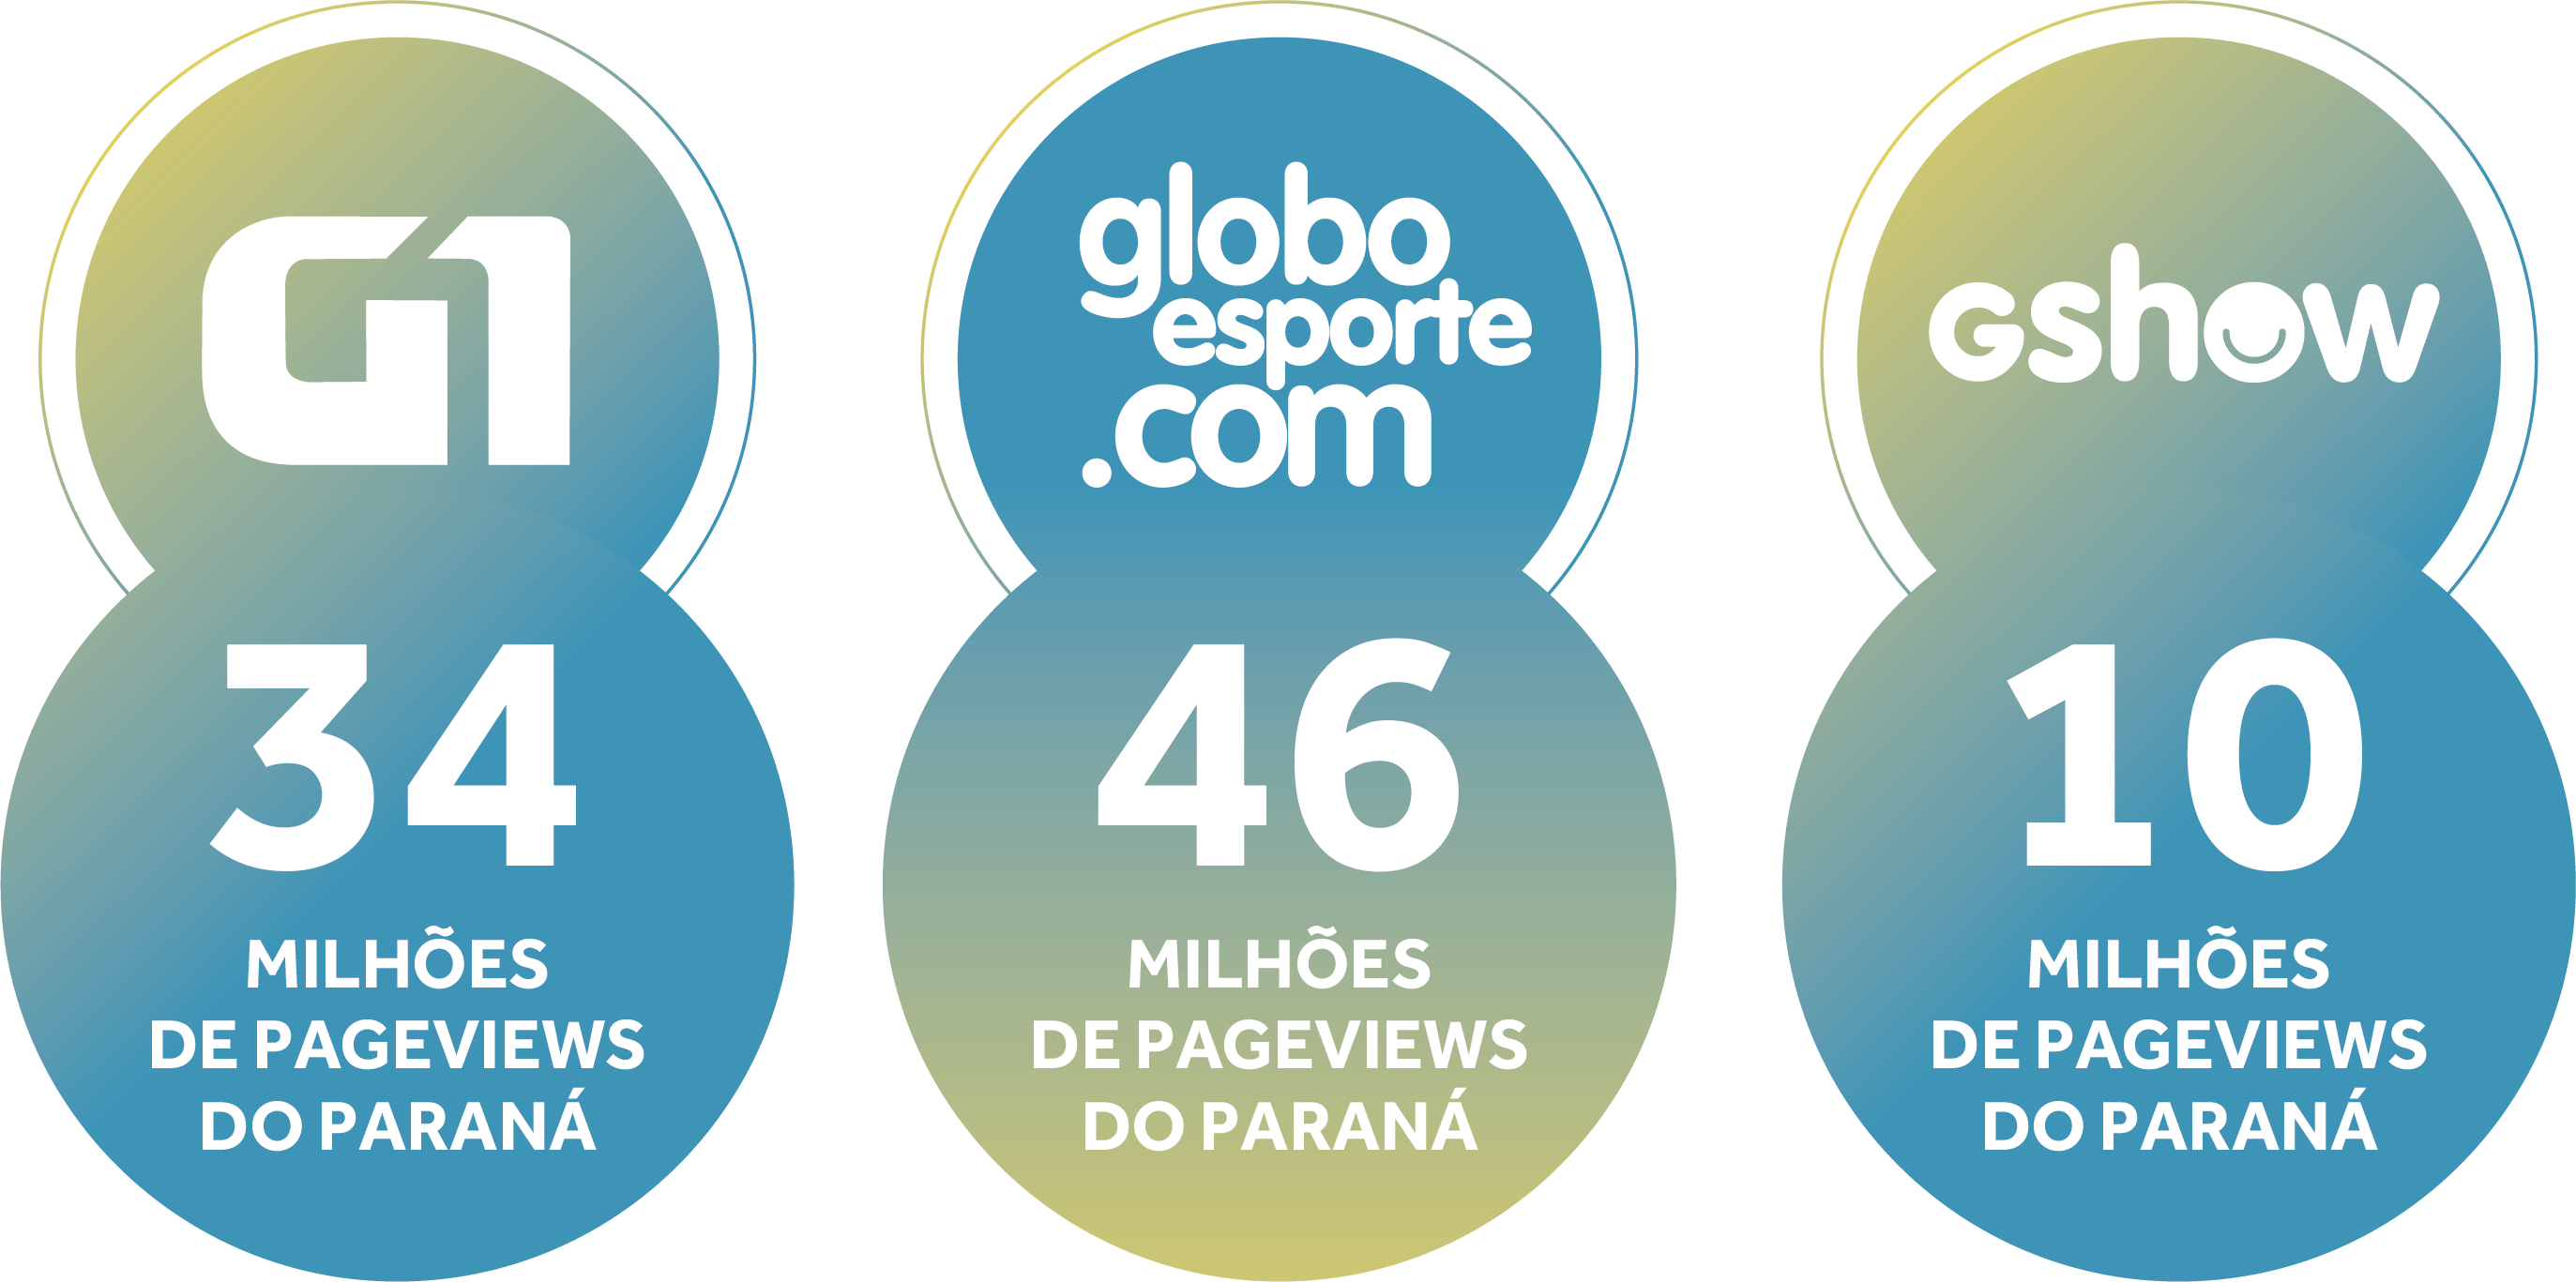 G1
34
MILHÕES
DE PAGEVIEWS
DO PARANÁ
globo
esporte
.com
46
MILHÕES
DE PAGEVIEWS
DO PARANÁ
GSHOW
10
MILHÕES
DE PAGEVIEWS
DO PARANÁ